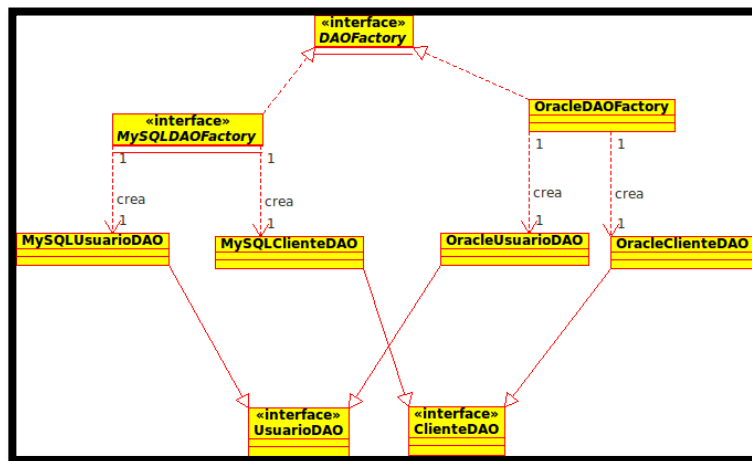 «interface»
DAOFactory
«interface»
MySQLDAOFactory
OracleDAOFactory
1
1
1
1
crea
crea
crea
crea
1
1
1
1
MySQLUsuarioDAO
MySQLClienteDAO
OracleUsuarioDAO
OracleClienteDAO
«interface»
UsuarioDAO
«interface»
ClienteDAO